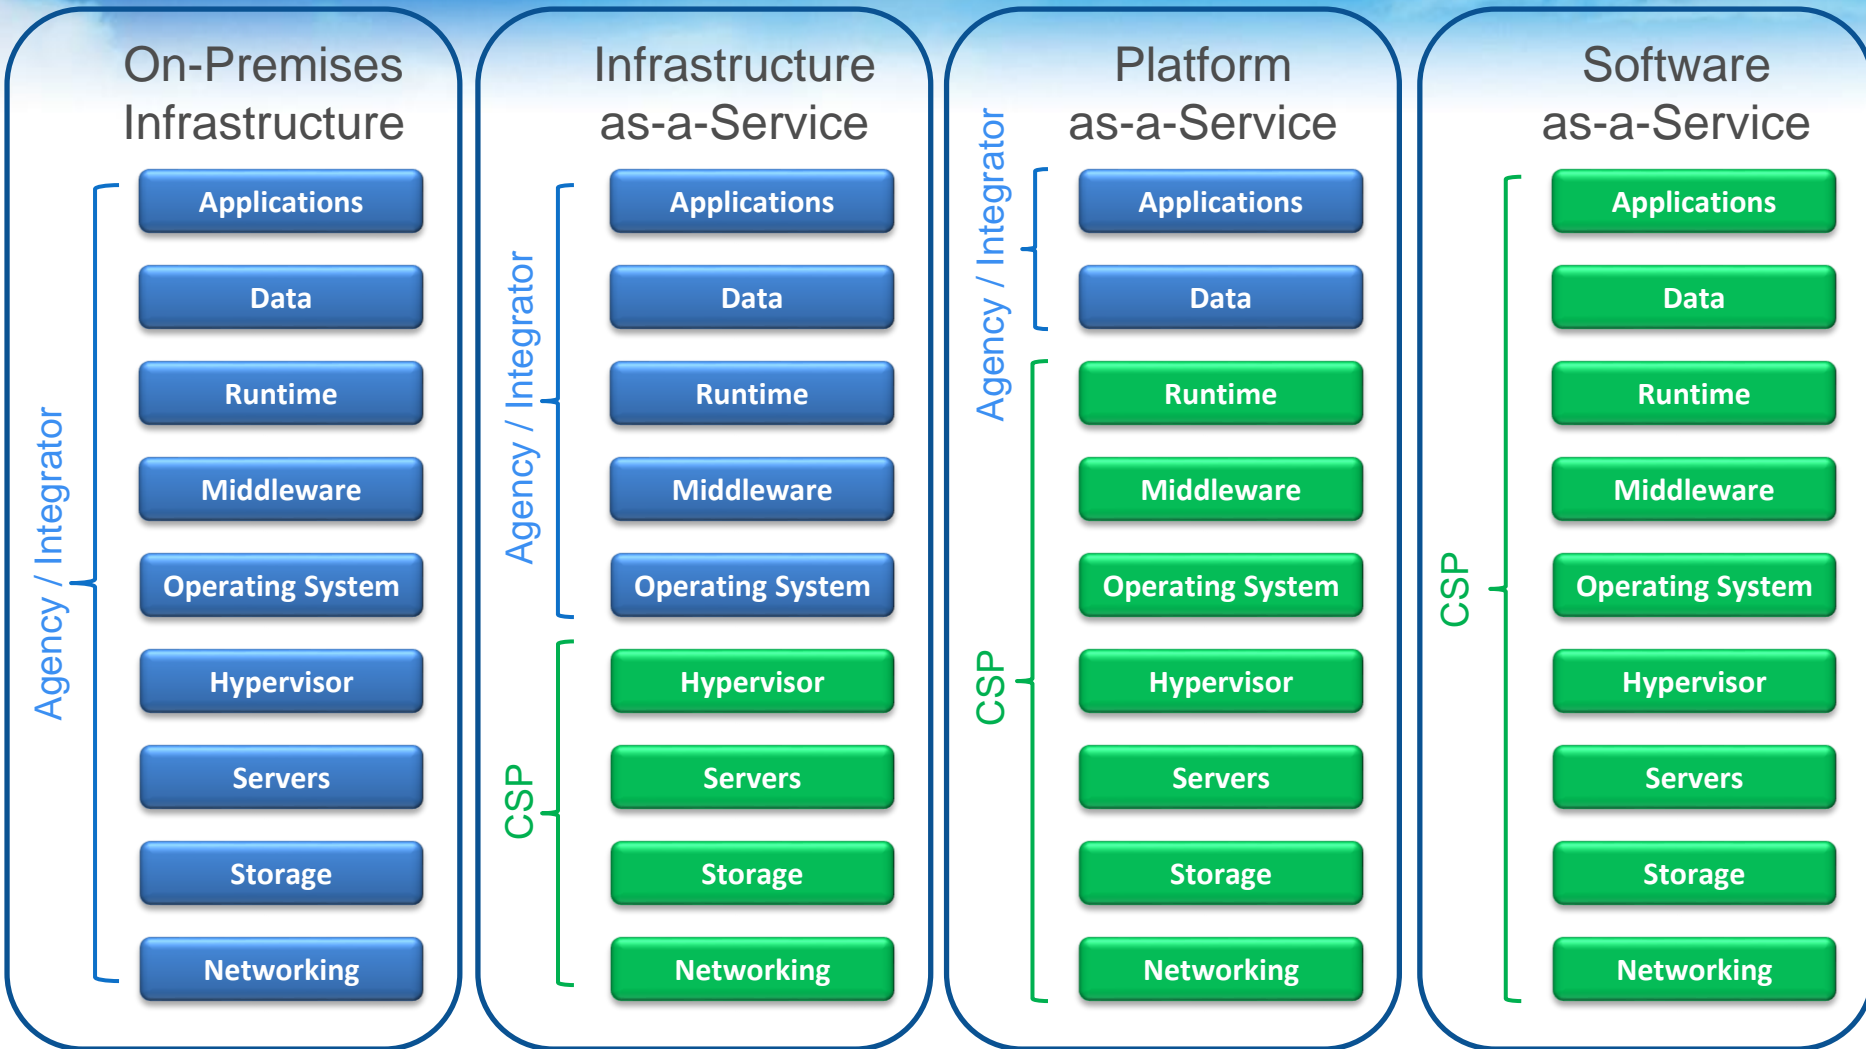 On-Premises
Infrastructure
Agency / Integrator
Applications
Data
Runtime
Middleware
Operating System
Hypervisor
Servers
Storage
Networking
Infrastructure
as-a-Service
Agency / Integrator
CSP
Applications
Data
Runtime
Middleware
Operating System
Hypervisor
Servers
Storage
Networking
Platform
as-a-Service
Agency / Integrator
CSP
Applications
Data
Runtime
Middleware
Operating System
Hypervisor
Servers
Storage
Networking
Software
as-a-Service
CSP
Applications
Data
Runtime
Middleware
Operating System
Hypervisor
Servers
Storage
Networking